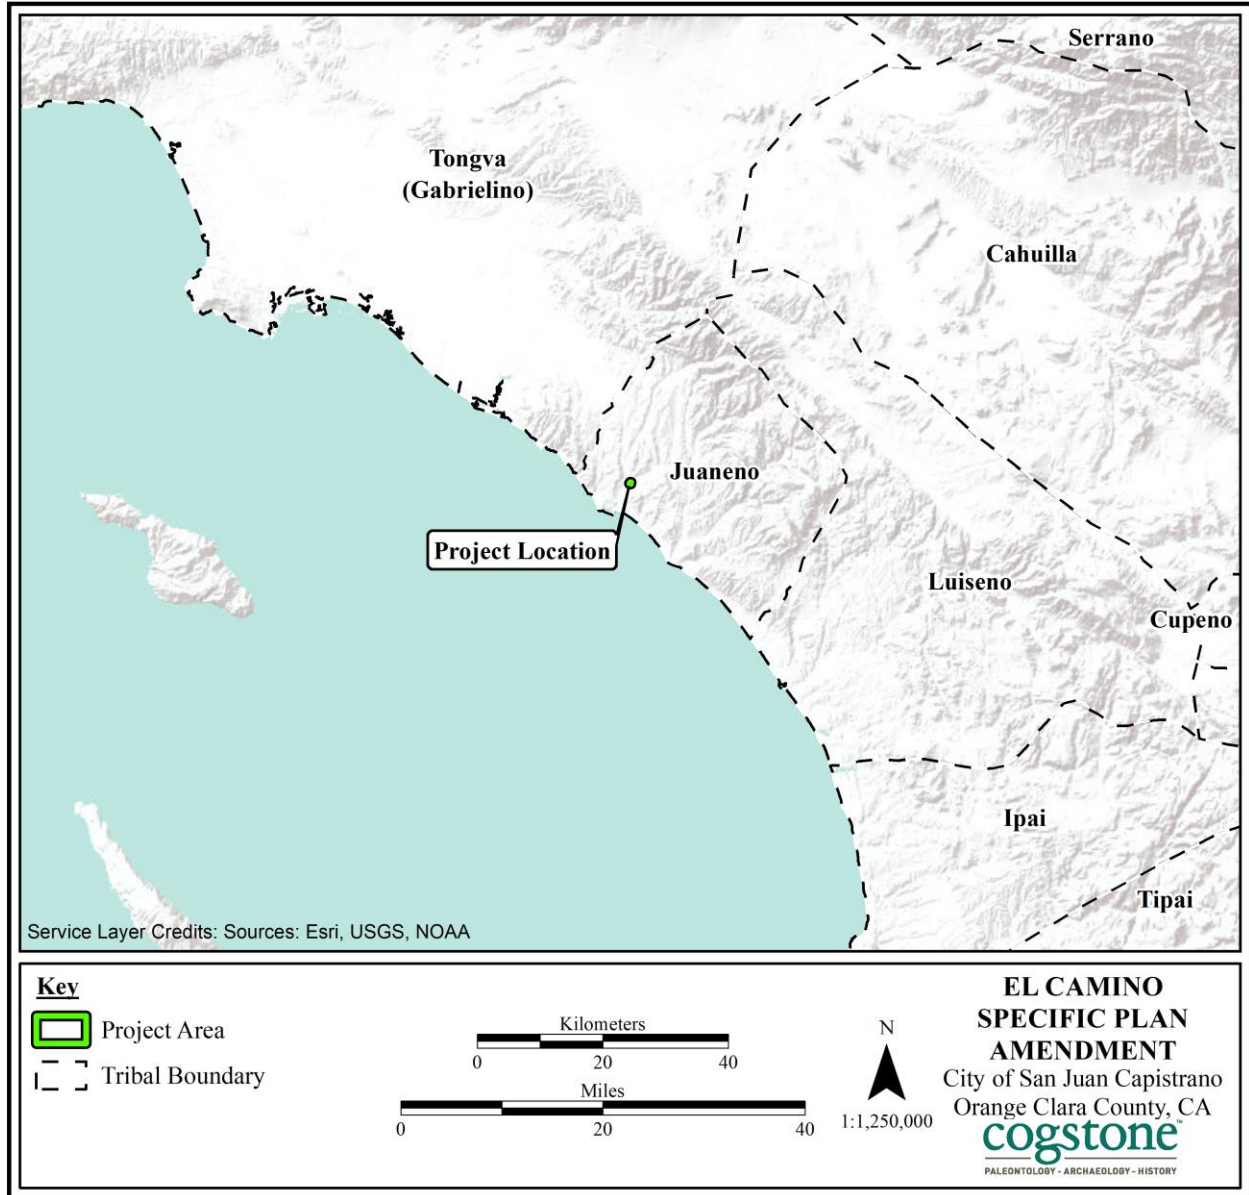 Serrano
Tongva
(Gabrielino)
Cahuilla
Juaneno
Project Location
Luiseno
Cupeno
Ipai
Tipai
Service Layer Credits: Sources: Esri, USGS, NOAA
Key
Project Area
Tribal Boundary
Kilometers
0 20 40
Miles
0 20 40
N
1:1,250,000
EL CAMINO
SPECIFIC PLAN
AMENDMENT
City of San Juan Capistrano
Orange Clara County, CA
cogstone™
PALEONTOLOGY - ARCHAEOLOGY - HISTORY